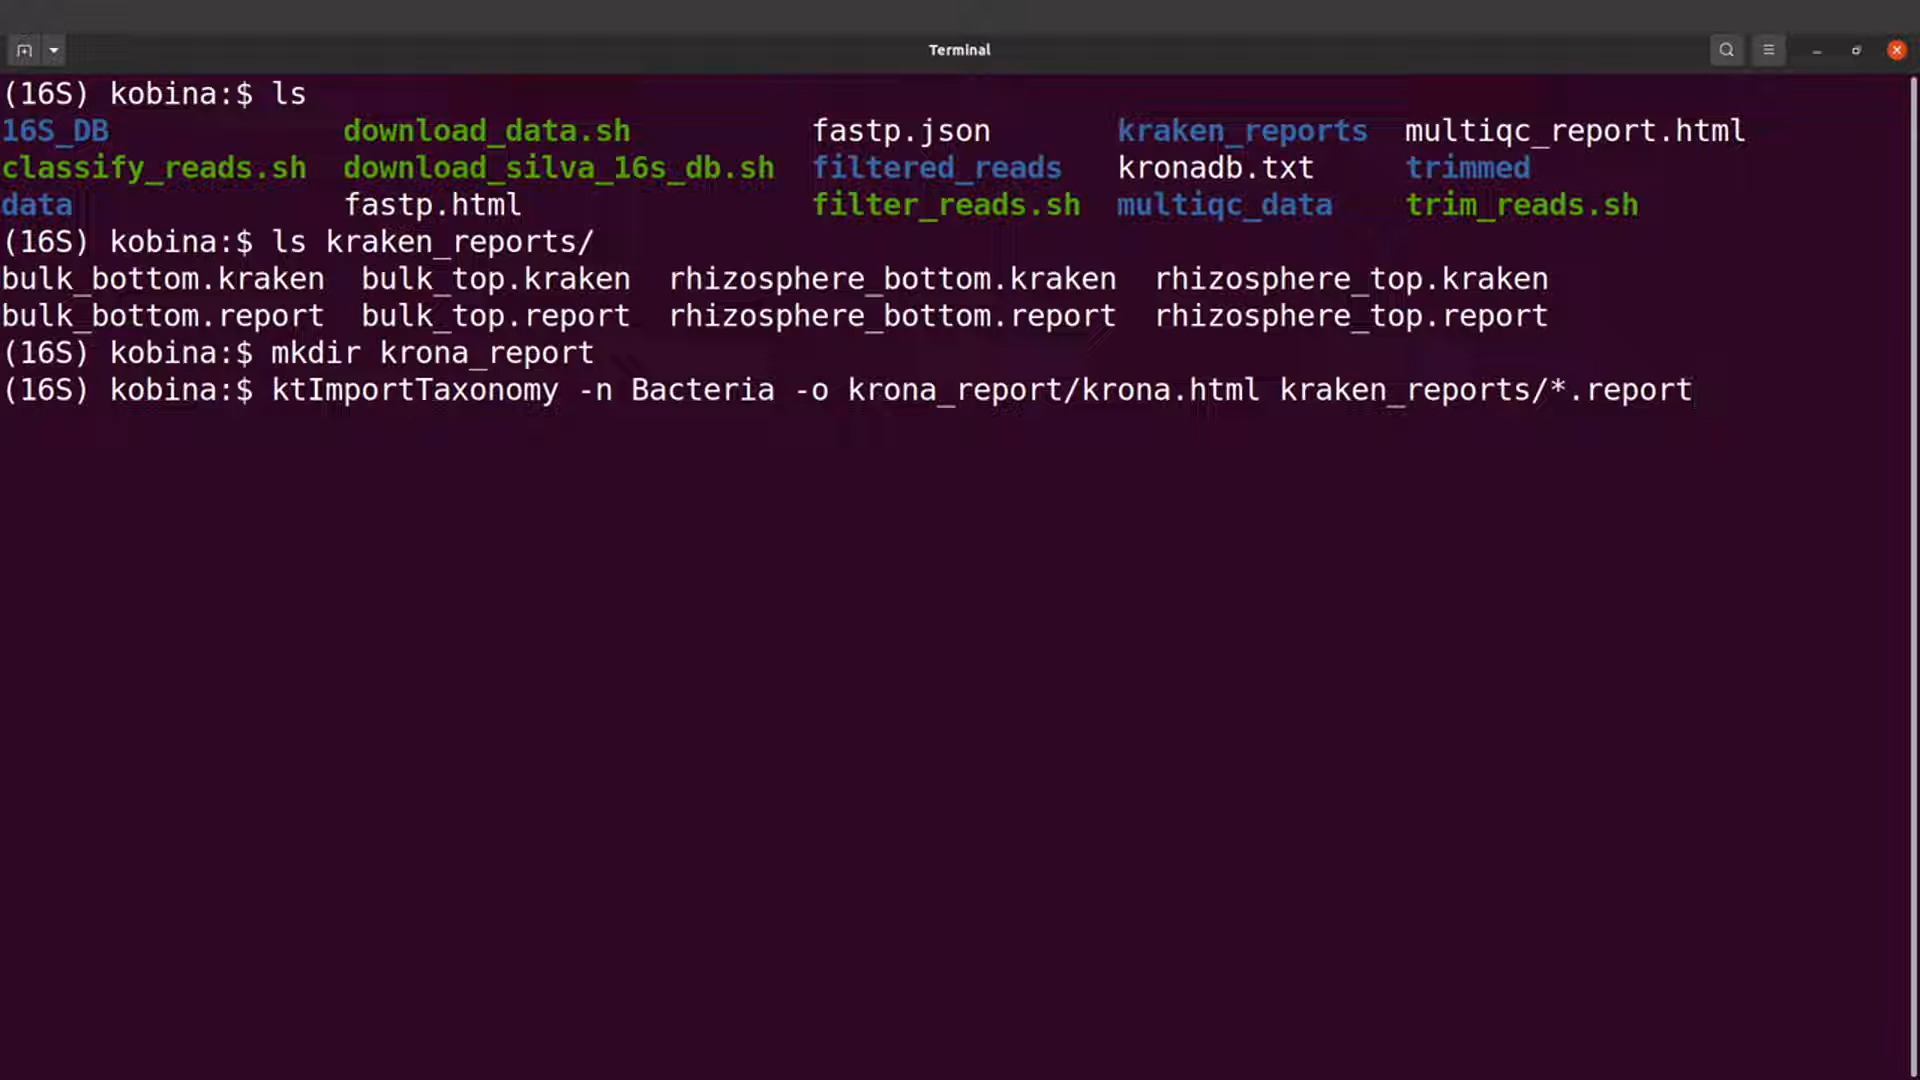 Terminal
(16S) kobina:$ ls
16S_DB download_data.sh fastp.json kraken_reports multiqc_report.html
classify_reads.sh download_silva_16s_db.sh filtered_reads kronadb.txt trimmed
data fastp.html filter_reads.sh multiqc_data trim_reads.sh
(16S) kobina:$ ls kraken_reports/
bulk_bottom.kraken bulk_top.kraken rhizosphere_bottom.kraken rhizosphere_top.kraken
bulk_bottom.report bulk_top.report rhizosphere_bottom.report rhizosphere_top.report
(16S) kobina:$ mkdir krona_report
(16S) kobina:$ ktImportTaxonomy -n Bacteria -o krona_report/krona.html kraken_reports/*.report